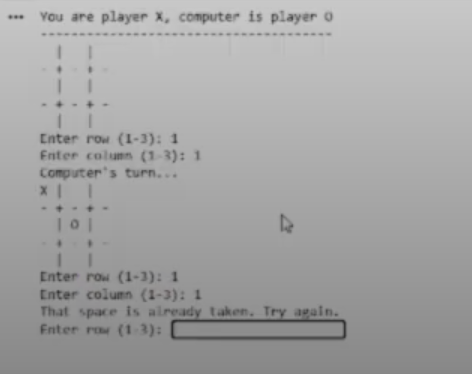 You are player X, computer is player O
-------------------------------------
  |   |
- + - + -
  |   |
- + - + -
  |   |
Enter row (1-3): 1
Enter column (1-3): 1
Computer's turn...
X |   |
- + - + -
  | O |
- + - + -
  |   |
Enter row (1-3): 1
Enter column (1-3): 1
That space is already taken. Try again.
Enter row (1-3):